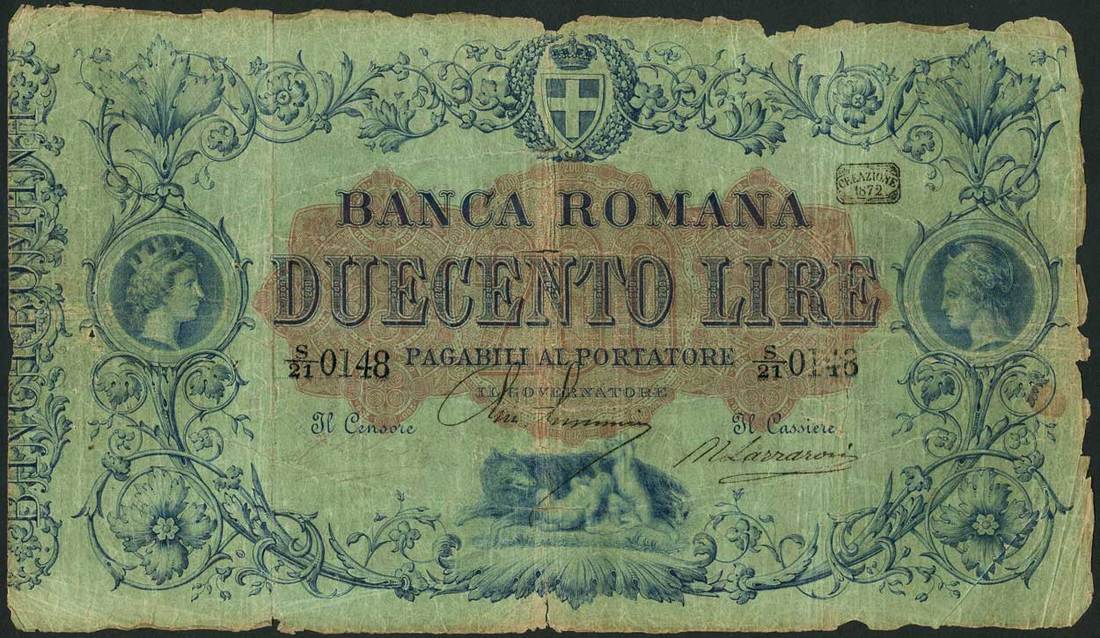 CREAZIONE
1872
BANCA ROMANA
DUECENTO LIRE
S/21 0148 PAGABILI AL PORTATORE S/21 0148
IL GOVERNATORE
Il Censore Il Cassiere